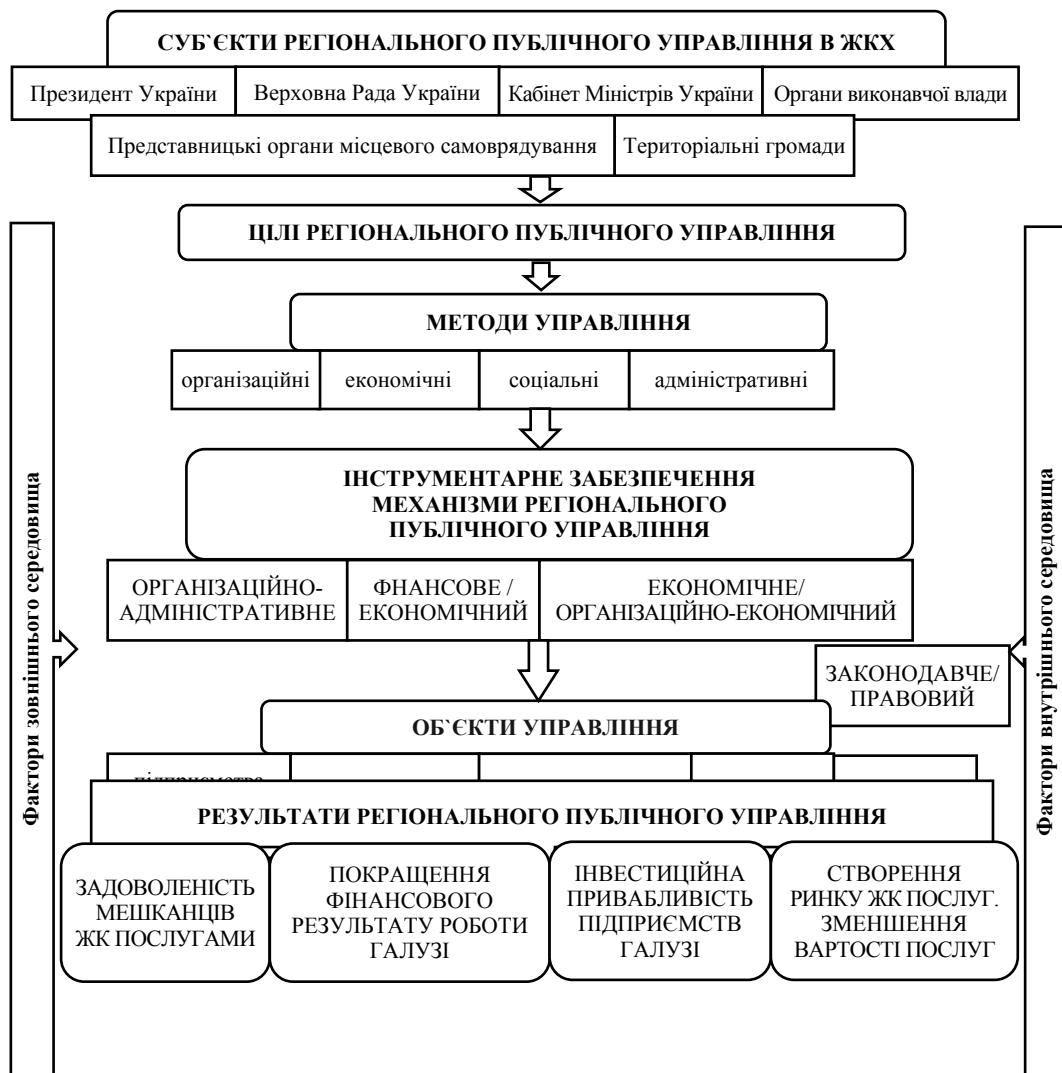 СУБ`ЄКТИ РЕГІОНАЛЬНОГО ПУБЛІЧНОГО УПРАВЛІННЯ В ЖКХ
Президент України
Верховна Рада України
Кабінет Міністрів України
Органи виконавчої влади
Представницькі органи місцевого самоврядування
Територіальні громади
ЦІЛІ РЕГІОНАЛЬНОГО ПУБЛІЧНОГО УПРАВЛІННЯ
МЕТОДИ УПРАВЛІННЯ
організаційні
економічні
соціальні
адміністративні
ІНСТРУМЕНТАРНЕ ЗАБЕЗПЕЧЕННЯ
МЕХАНІЗМИ РЕГІОНАЛЬНОГО
ПУБЛІЧНОГО УПРАВЛІННЯ
ОРГАНІЗАЦІЙНО-
АДМІНІСТРАТИВНЕ
ФНАНСОВЕ /
ЕКОНОМІЧНИЙ
ЕКОНОМІЧНЕ/
ОРГАНІЗАЦІЙНО-ЕКОНОМІЧНИЙ
ЗАКОНОДАВЧЕ/
ПРАВОВИЙ
ОБ`ЄКТИ УПРАВЛІННЯ
РЕЗУЛЬТАТИ РЕГІОНАЛЬНОГО ПУБЛІЧНОГО УПРАВЛІННЯ
ЗАДОВОЛЕНІСТЬ
МЕШКАНЦІВ
ЖК ПОСЛУГАМИ
ПОКРАЩЕННЯ
ФІНАНСОВОГО
РЕЗУЛЬТАТУ РОБОТИ
ГАЛУЗІ
ІНВЕСТИЦІЙНА
ПРИВАБЛИВІСТЬ
ПІДПРИЄМСТВ
ГАЛУЗІ
СТВОРЕННЯ
РИНКУ ЖК ПОСЛУГ.
ЗМЕНШЕННЯ
ВАРТОСТІ ПОСЛУГ
Фактори зовнішнього середовища
Фактори внутрішнього середовища